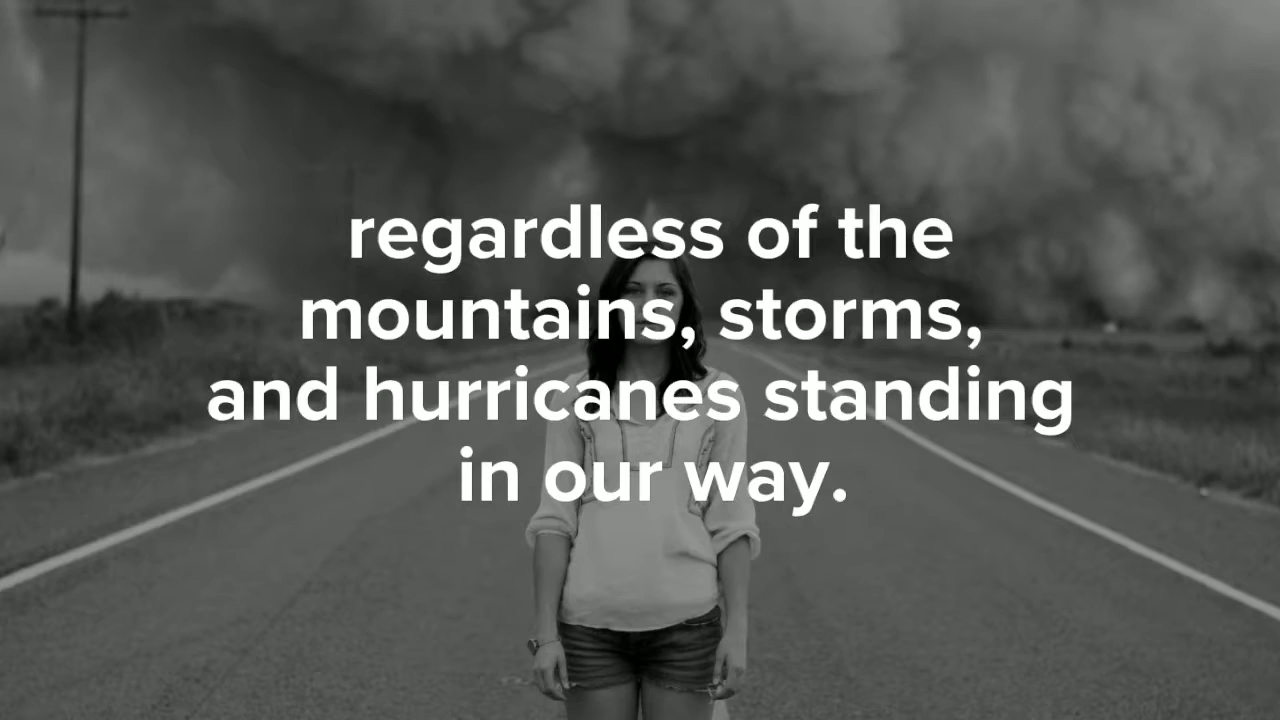 regardless of the
mountains, storms,
and hurricanes standing
in our way.